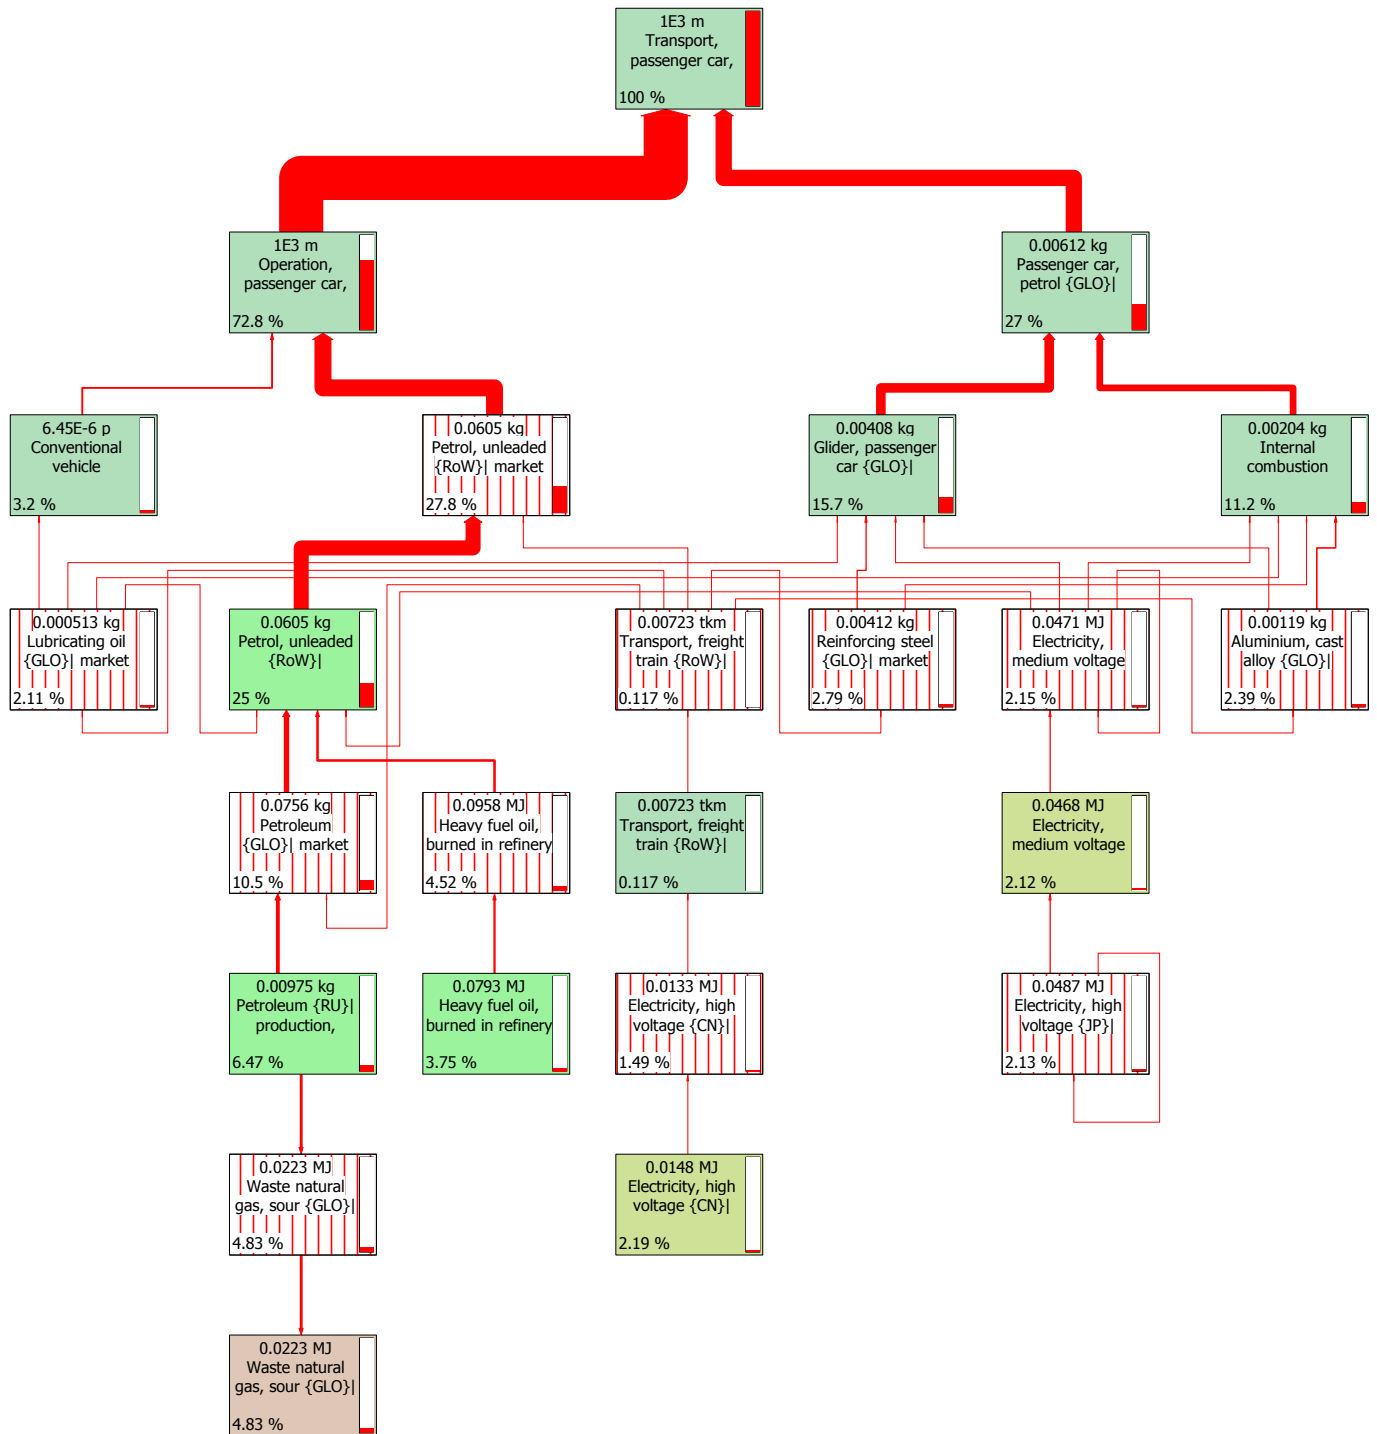 1E3 m
Transport,
passenger car,
100 %
1E3 m
Operation,
passenger car,
72.8 %
0.00612 kg
Passenger car,
petrol {GLO}|
27 %
6.45E-6 p
Conventional
vehicle
3.2 %
0.0605 kg
Petrol, unleaded
{RoW}| market
27.8 %
0.00408 kg
Glider, passenger
car {GLO}|
15.7 %
0.00204 kg
Internal
combustion
11.2 %
0.000513 kg
Lubricating oil
{GLO}| market
2.11 %
0.0605 kg
Petrol, unleaded
{RoW}|
25 %
0.00723 tkm
Transport, freight
train {RoW}|
0.117 %
0.00412 kg
Reinforcing steel
{GLO}| market
2.79 %
0.0471 MJ
Electricity,
medium voltage
2.15 %
0.00119 kg
Aluminium, cast
alloy {GLO}|
2.39 %
0.0756 kg
Petroleum
{GLO}| market
10.5 %
0.0958 MJ
Heavy fuel oil,
burned in refinery
4.52 %
0.00723 tkm
Transport, freight
train {RoW}|
0.117 %
0.0468 MJ
Electricity,
medium voltage
2.12 %
0.00975 kg
Petroleum {RU}|
production,
6.47 %
0.0793 MJ
Heavy fuel oil,
burned in refinery
3.75 %
0.0133 MJ
Electricity, high
voltage {CN}|
1.49 %
0.0487 MJ
Electricity, high
voltage {JP}|
2.13 %
0.0223 MJ
Waste natural
gas, sour {GLO}|
4.83 %
0.0148 MJ
Electricity, high
voltage {CN}|
2.19 %
0.0223 MJ
Waste natural
gas, sour {GLO}|
4.83 %